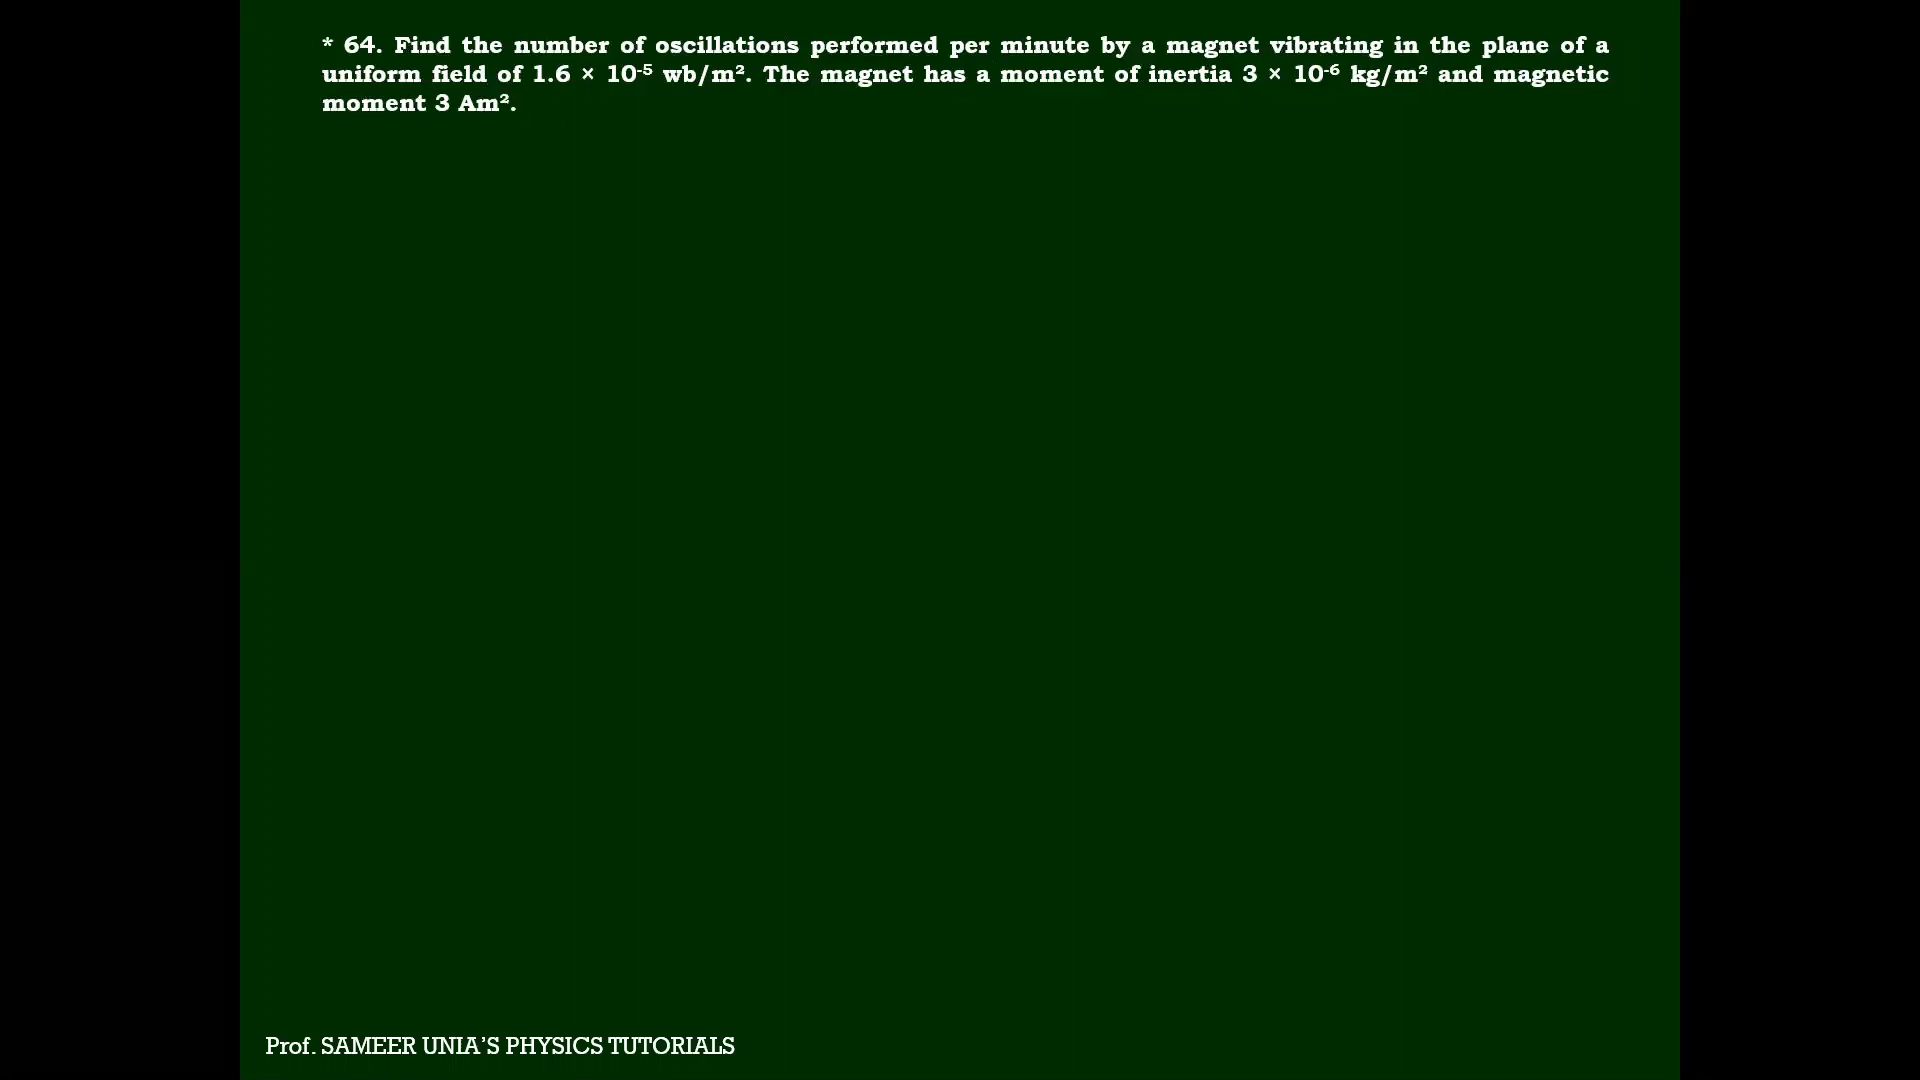 * 64. Find the number of oscillations performed per minute by a magnet vibrating in the plane of a
uniform field of 1.6 × 10⁻⁵ wb/m². The magnet has a moment of inertia 3 × 10⁻⁶ kg/m² and magnetic
moment 3 Am².
Prof. SAMEER UNIA’S PHYSICS TUTORIALS